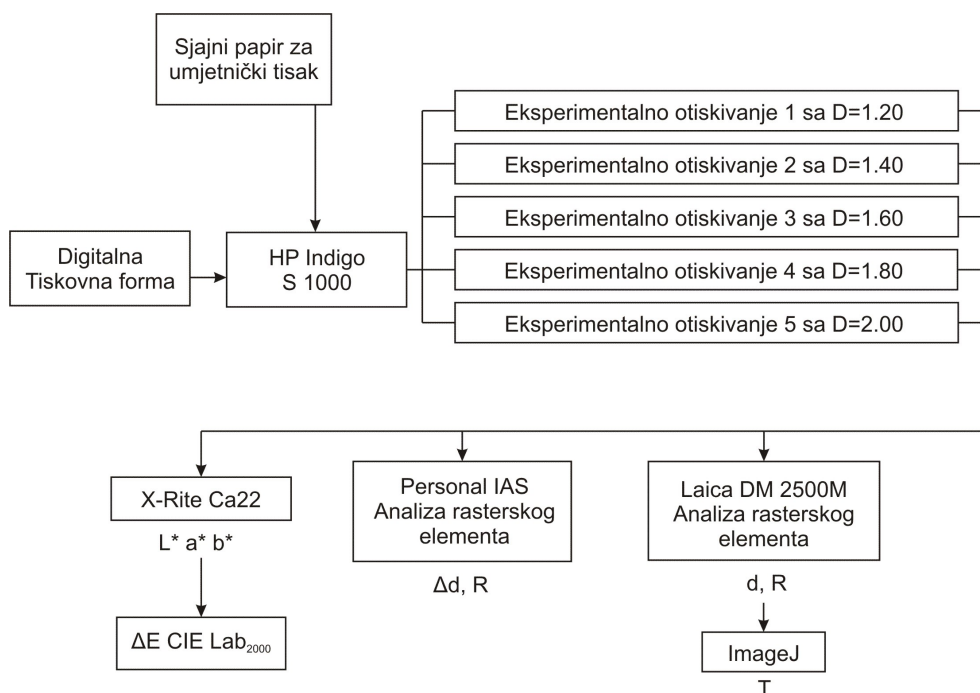 Sjajni papir za
umjetnički tisak
Eksperimentalno otiskivanje 1 sa D=1.20
Eksperimentalno otiskivanje 2 sa D=1.40
Eksperimentalno otiskivanje 3 sa D=1.60
Eksperimentalno otiskivanje 4 sa D=1.80
Eksperimentalno otiskivanje 5 sa D=2.00
Digitalna
Tiskovna forma
HP Indigo
S 1000
X-Rite Ca22
L* a* b*
ΔE CIE Lab2000
Personal IAS
Analiza rasterskog
elementa
Δd, R
Laica DM 2500M
Analiza rasterskog
elementa
d, R
ImageJ
T